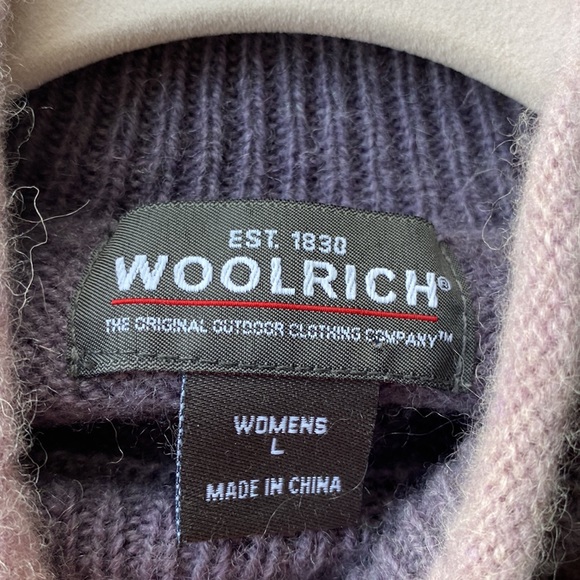 EST. 1830
WOOLRICH®
THE ORIGINAL OUTDOOR CLOTHING COMPANY™
WOMENS
L
MADE IN CHINA